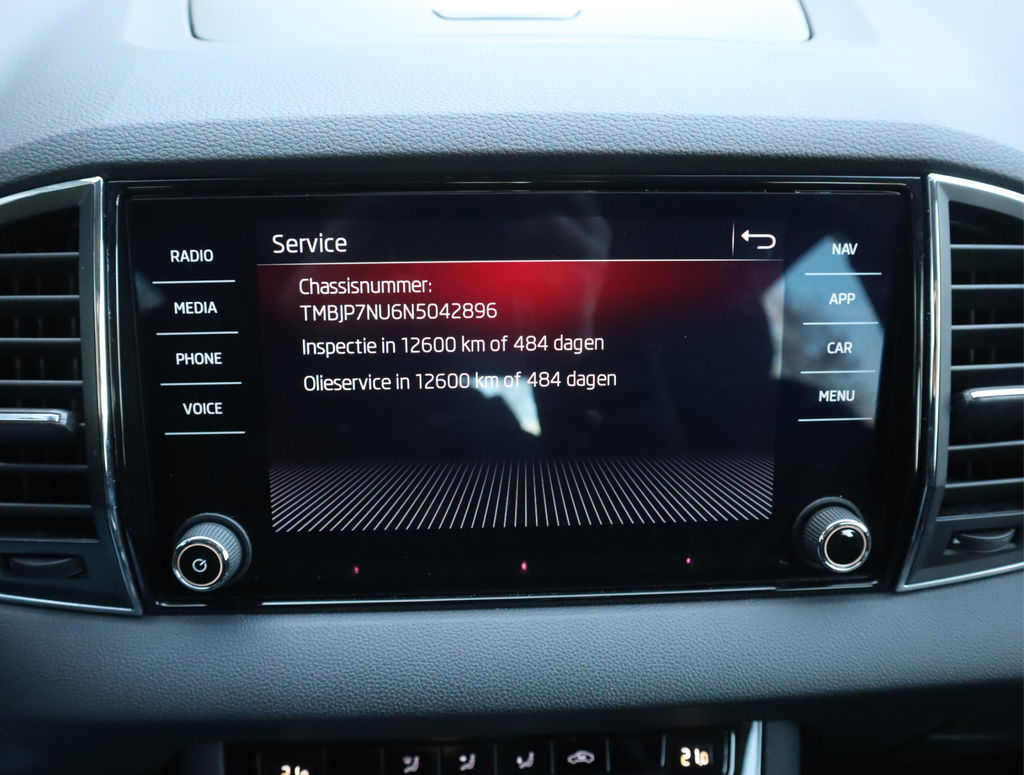 Service
RADIO
MEDIA
PHONE
VOICE
Chassisnummer:
TMBJP7NU6N5042896
Inspectie in 12600 km of 484 dagen
Olieservice in 12600 km of 484 dagen
NAV
APP
CAR
MENU